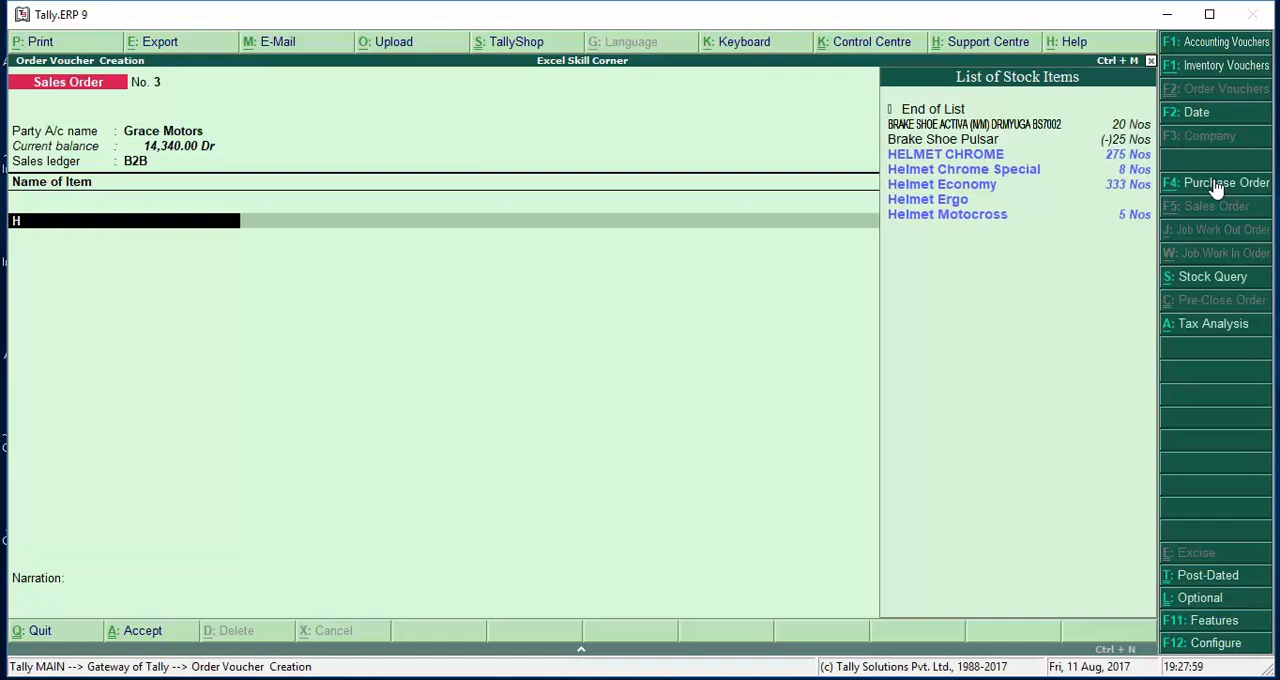 Tally.ERP 9
P: Print
E: Export
M: E-Mail
O: Upload
S: TallyShop
G: Language
K: Keyboard
K: Control Centre
H: Support Centre
H: Help
Order Voucher Creation
Excel Skill Corner
Ctrl + M
Sales Order No. 3
Party A/c name : Grace Motors
Current balance : 14,340.00 Dr
Sales ledger : B2B
Name of Item
H
Narration:
List of Stock Items
End of List
BRAKE SHOE ACTIVA (N/M) DRMYUGA BS7002 20 Nos
Brake Shoe Pulsar (-)25 Nos
HELMET CHROME 275 Nos
Helmet Chrome Special 8 Nos
Helmet Economy 333 Nos
Helmet Ergo
Helmet Motocross 5 Nos
F1: Accounting Vouchers
F1: Inventory Vouchers
F2: Order Vouchers
F2: Date
F3: Company
F4: Purchase Order
F5: Sales Order
J: Job Work Out Order
W: Job Work In Order
S: Stock Query
C: Pre-Close Order
A: Tax Analysis
E: Excise
T: Post-Dated
L: Optional
F11: Features
F12: Configure
Q: Quit
A: Accept
D: Delete
X: Cancel
Ctrl + N
Tally MAIN --> Gateway of Tally --> Order Voucher Creation
(c) Tally Solutions Pvt. Ltd., 1988-2017
Fri, 11 Aug, 2017
19:27:59